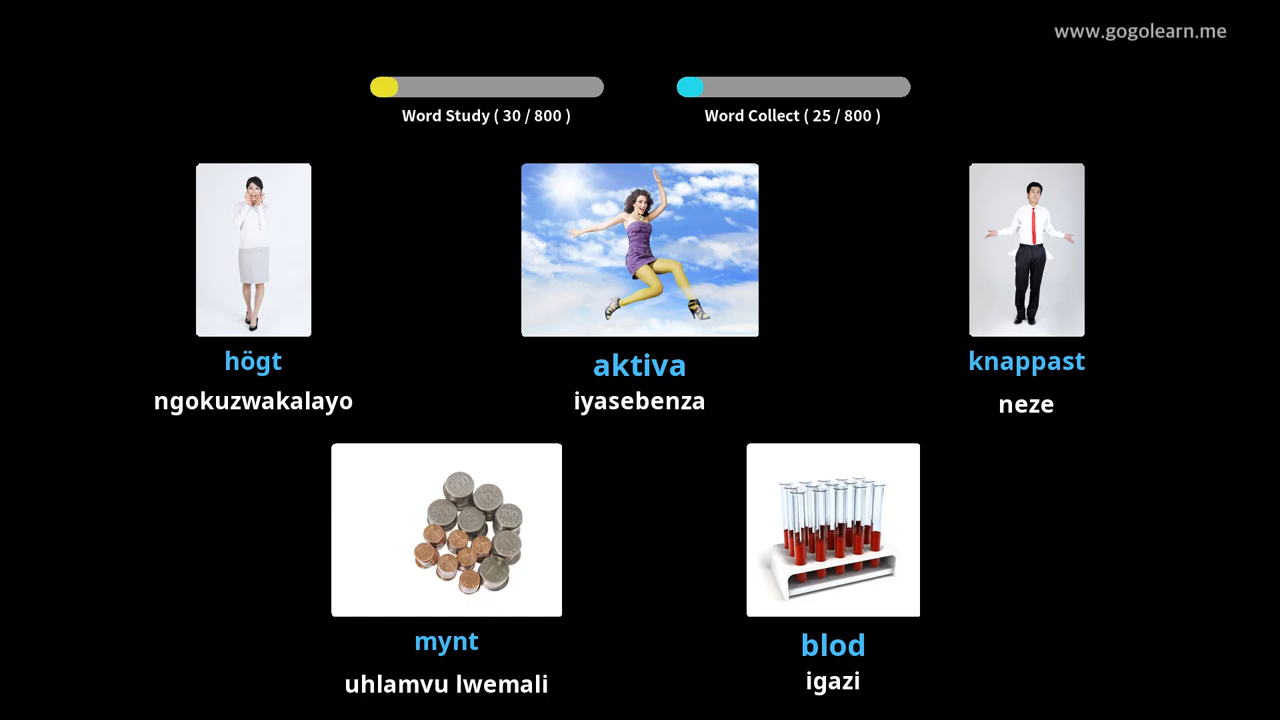 www.gogolearn.me
Word Study ( 30 / 800 )
Word Collect ( 25 / 800 )
högt
ngokuzwakalayo
aktiva
iyasebenza
knappast
neze
mynt
uhlamvu lwemali
blod
igazi